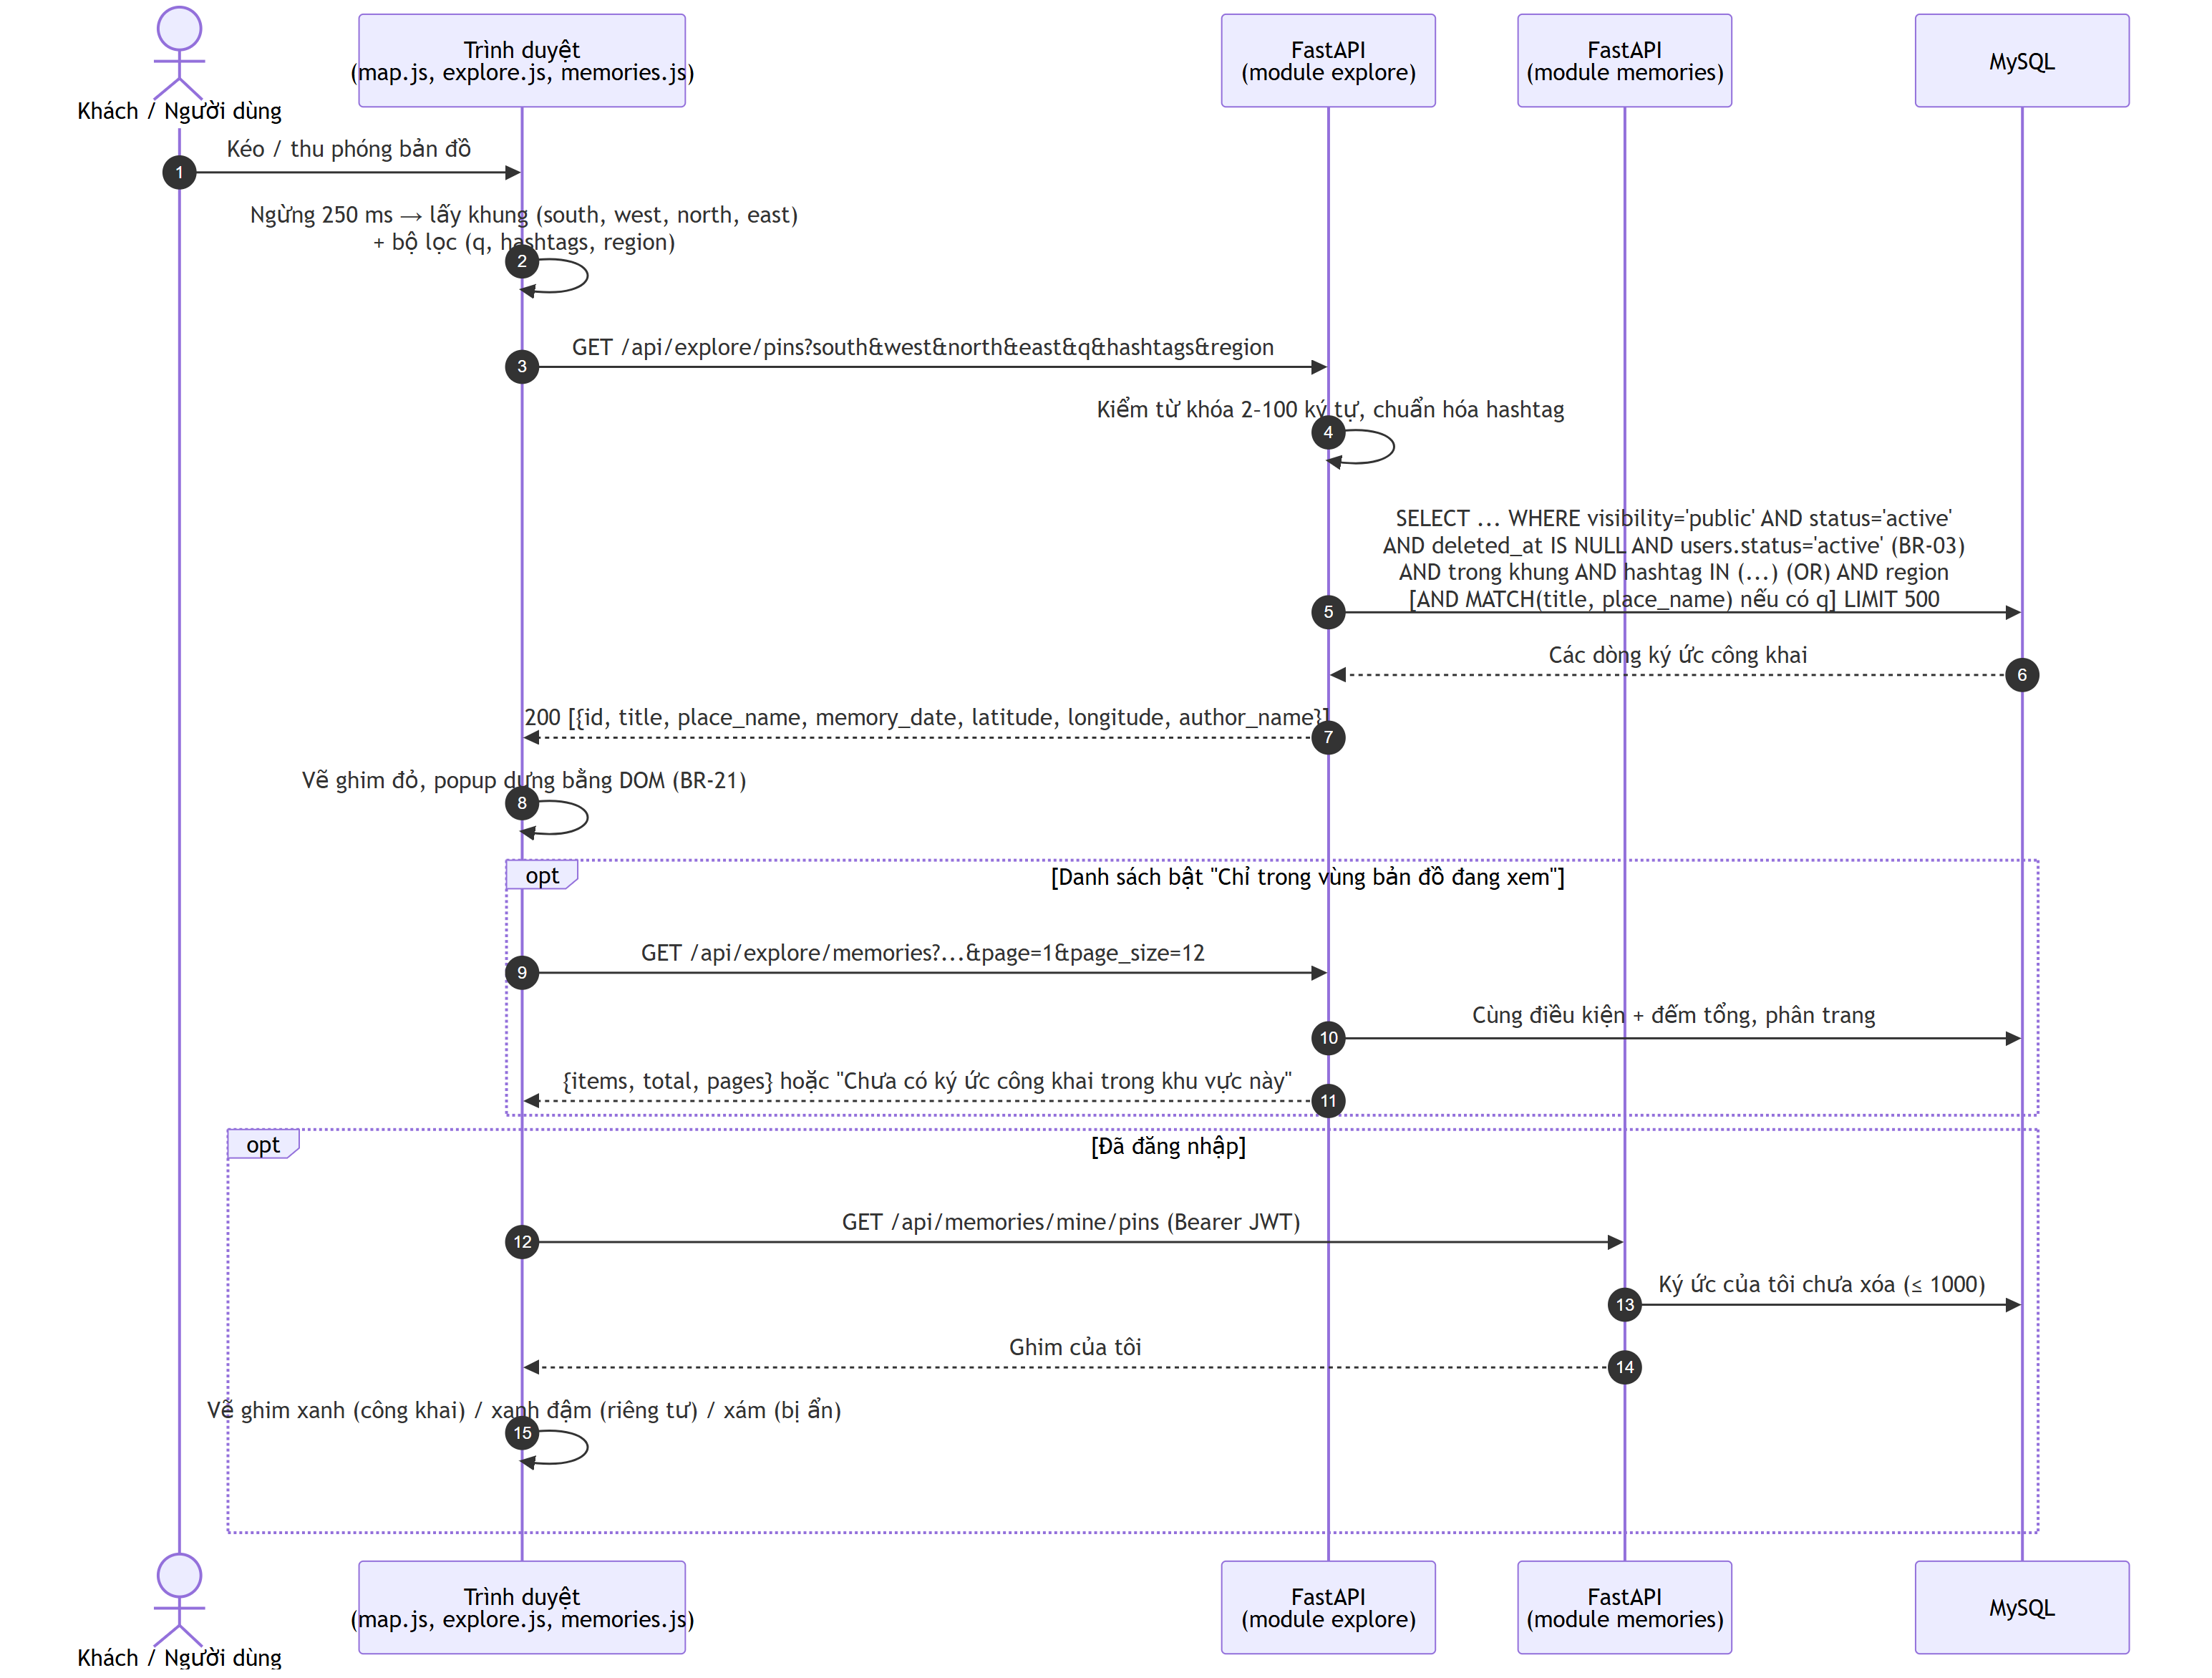 Khách / Người dùng
Trình duyệt
(map.js, explore.js, memories.js)
FastAPI
(module explore)
FastAPI
(module memories)
MySQL
Kéo / thu phóng bản đồ
1
Ngừng 250 ms → lấy khung (south, west, north, east)
+ bộ lọc (q, hashtags, region)
2
GET /api/explore/pins?south&west&north&east&q&hashtags&region
3
Kiểm từ khóa 2–100 ký tự, chuẩn hóa hashtag
4
SELECT ... WHERE visibility='public' AND status='active'
AND deleted_at IS NULL AND users.status='active' (BR-03)
AND trong khung AND hashtag IN (...) (OR) AND region
[AND MATCH(title, place_name) nếu có q] LIMIT 500
5
Các dòng ký ức công khai
6
200 [{id, title, place_name, memory_date, latitude, longitude, author_name}]
7
Vẽ ghim đỏ, popup dựng bằng DOM (BR-21)
8
opt
[Danh sách bật "Chỉ trong vùng bản đồ đang xem"]
GET /api/explore/memories?...&page=1&page_size=12
9
Cùng điều kiện + đếm tổng, phân trang
10
{items, total, pages} hoặc "Chưa có ký ức công khai trong khu vực này"
11
opt
[Đã đăng nhập]
GET /api/memories/mine/pins (Bearer JWT)
12
Ký ức của tôi chưa xóa (≤ 1000)
13
Ghim của tôi
14
Vẽ ghim xanh (công khai) / xanh đậm (riêng tư) / xám (bị ẩn)
15
Khách / Người dùng
Trình duyệt
(map.js, explore.js, memories.js)
FastAPI
(module explore)
FastAPI
(module memories)
MySQL